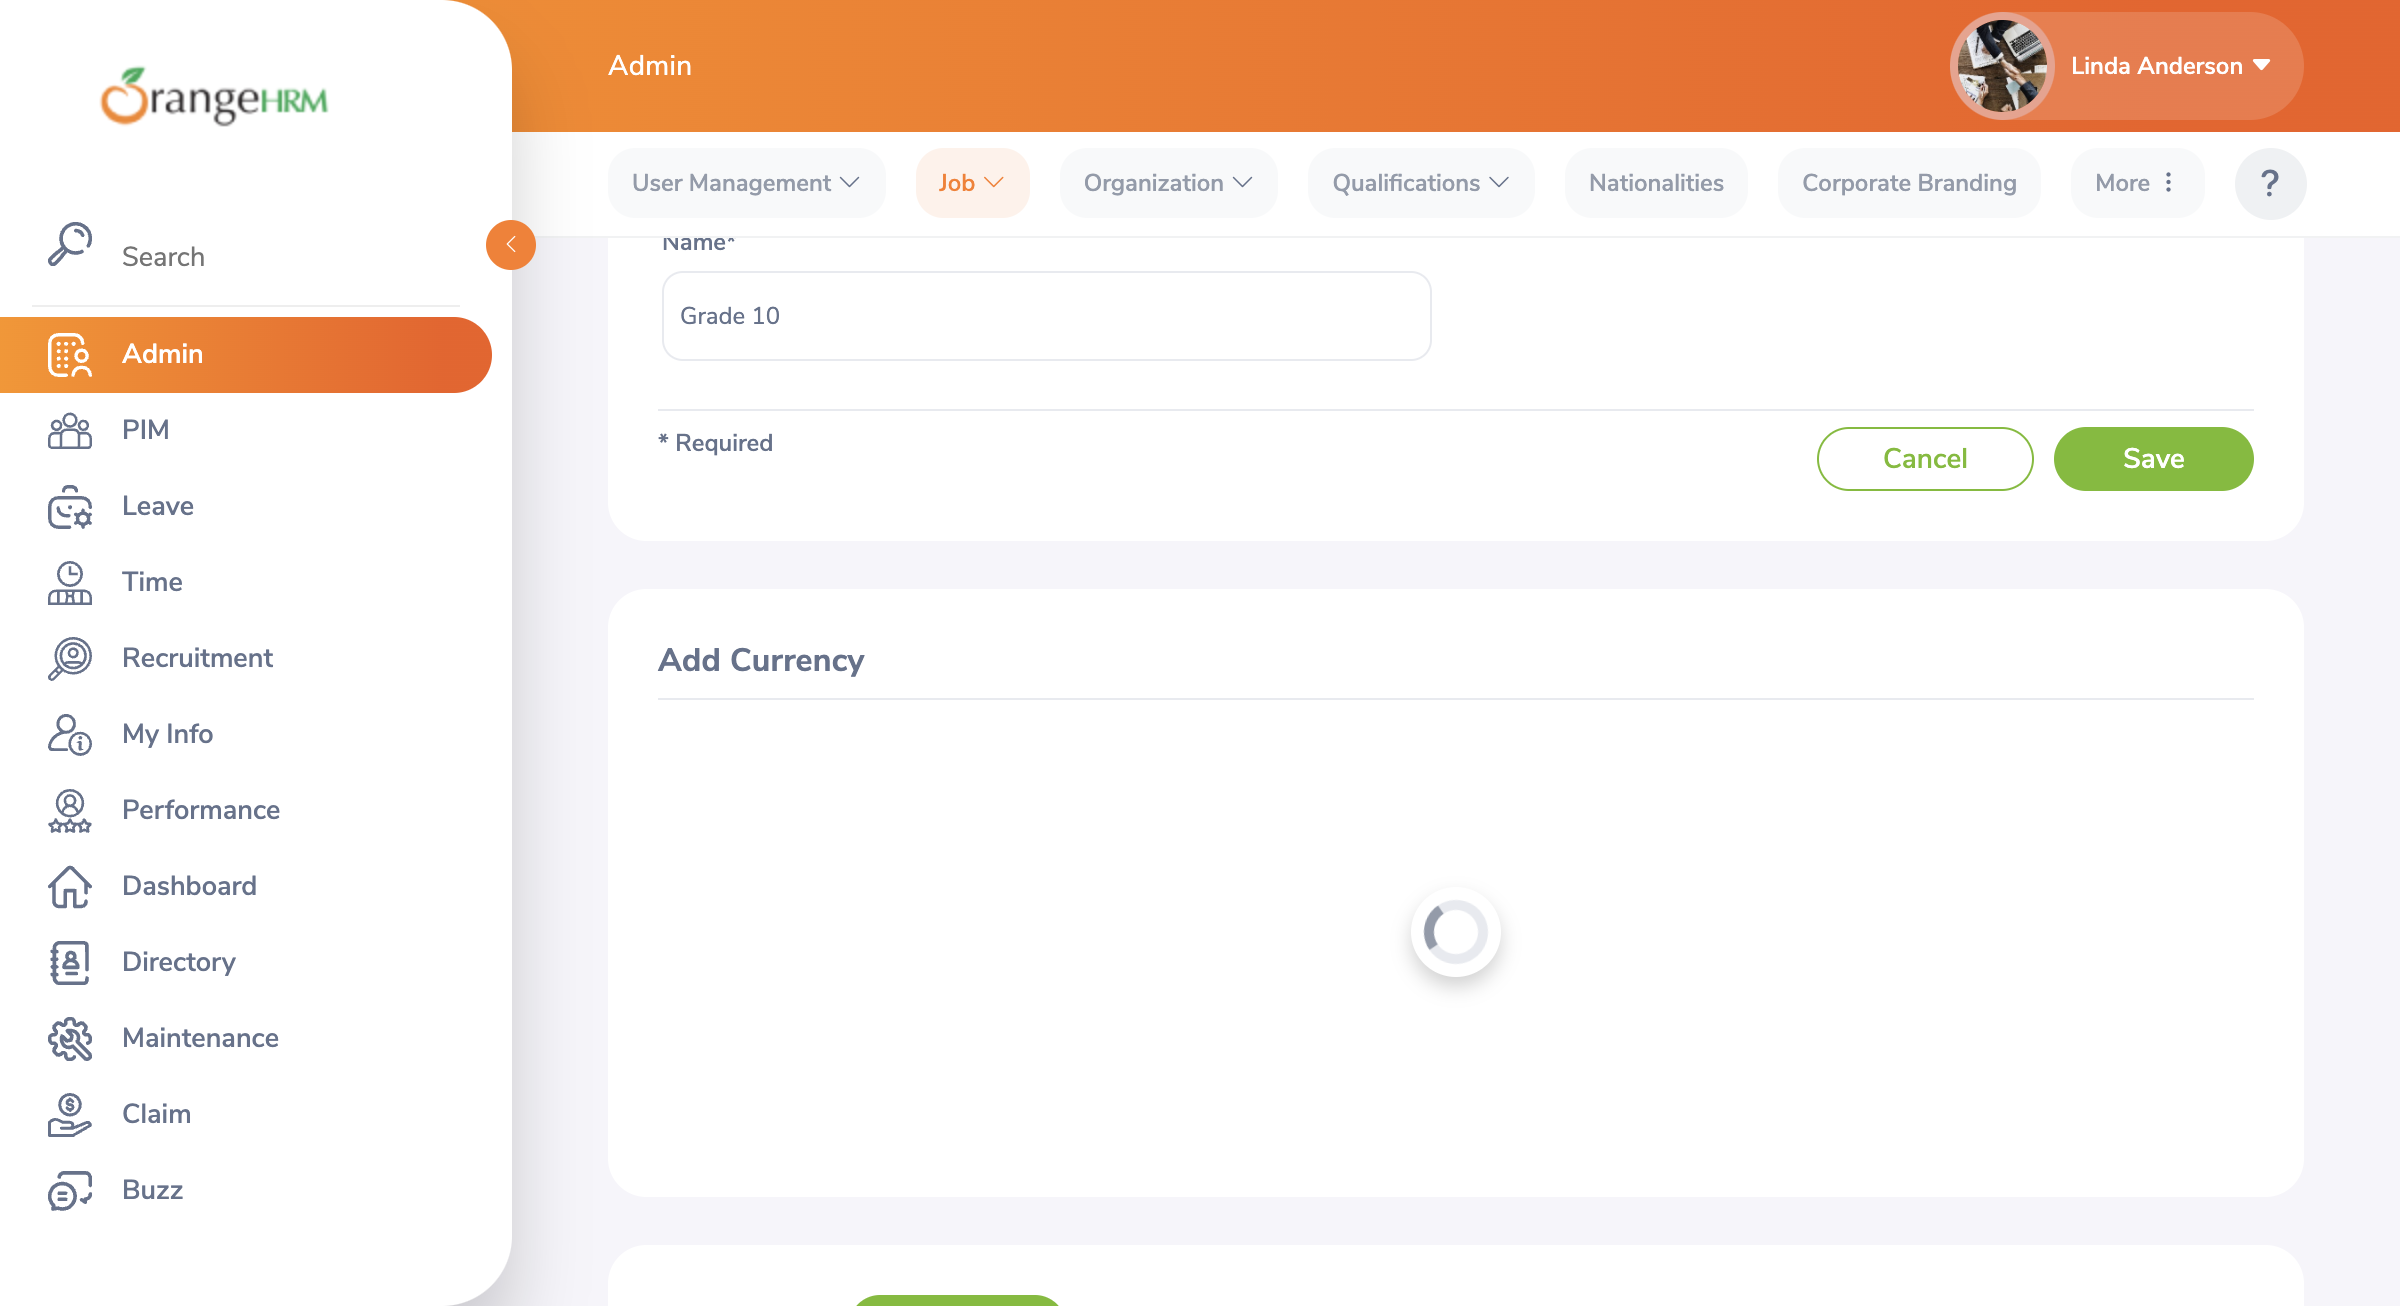 OrangeHRM
Admin
Linda Anderson
User Management
Job
Organization
Qualifications
Nationalities
Corporate Branding
More
?
Search
Admin
PIM
Leave
Time
Recruitment
My Info
Performance
Dashboard
Directory
Maintenance
Claim
Buzz
Name*
Grade 10
* Required
Cancel
Save
Add Currency